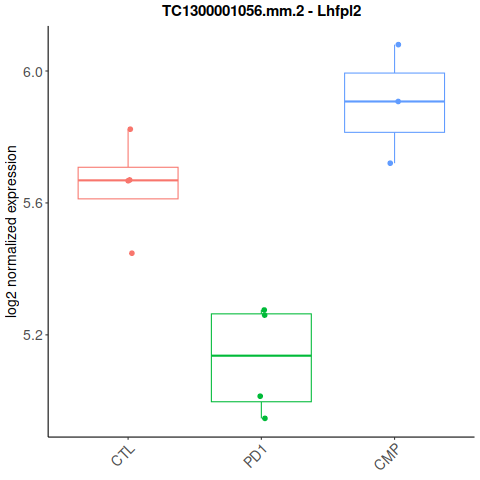 TC1300001056.mm.2 - Lhfpl2
log2 normalized expression
6.0
5.6
5.2
CTL
PD1
CMP